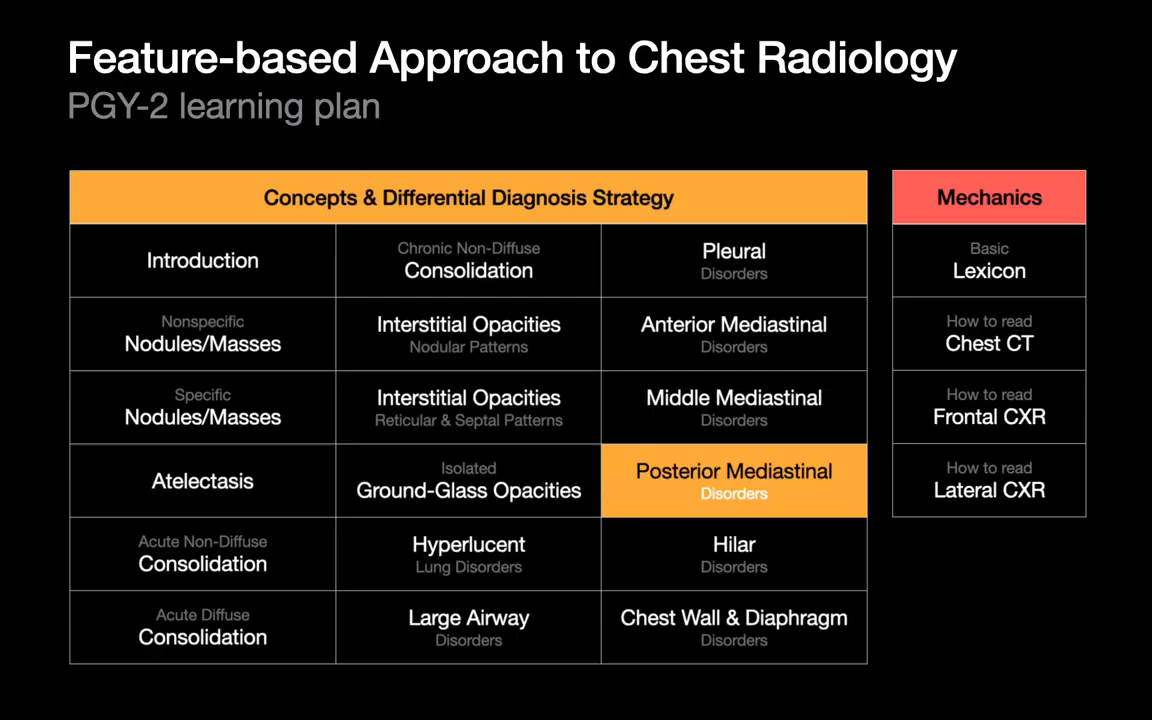 Feature-based Approach to Chest Radiology
PGY-2 learning plan
Concepts & Differential Diagnosis Strategy
Introduction
Chronic Non-Diffuse
Consolidation
Pleural
Disorders
Nonspecific
Nodules/Masses
Interstitial Opacities
Nodular Patterns
Anterior Mediastinal
Disorders
Specific
Nodules/Masses
Interstitial Opacities
Reticular & Septal Patterns
Middle Mediastinal
Disorders
Atelectasis
Isolated
Ground-Glass Opacities
Posterior Mediastinal
Disorders
Acute Non-Diffuse
Consolidation
Hyperlucent
Lung Disorders
Hilar
Disorders
Acute Diffuse
Consolidation
Large Airway
Disorders
Chest Wall & Diaphragm
Disorders
Mechanics
Basic
Lexicon
How to read
Chest CT
How to read
Frontal CXR
How to read
Lateral CXR